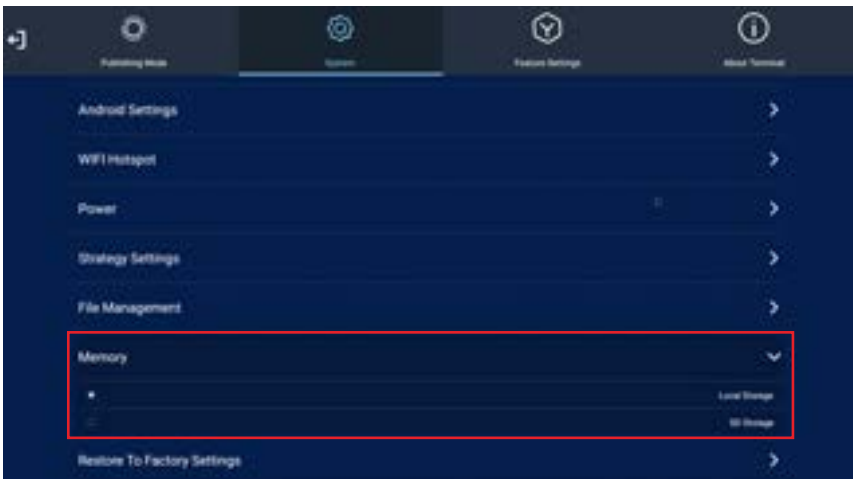 Publishing Mode
System
Feature Settings
About Terminal
Android Settings
WIFI Hotspot
Power
Strategy Settings
File Management
Memory
Local Storage
SD Storage
Restore To Factory Settings